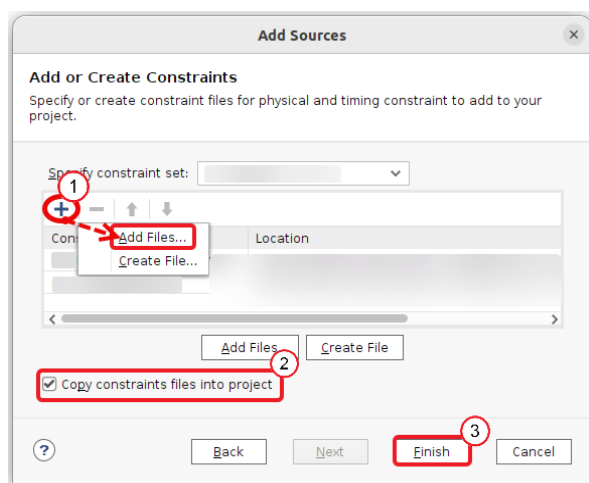 Add Sources
Add or Create Constraints
Specify or create constraint files for physical and timing constraint to add to your
project.
Specify constraint set:
1
Add Files...
Location
Create File...
Add Files
Create File
2
Copy constraints files into project
3
?
Back
Next
Finish
Cancel